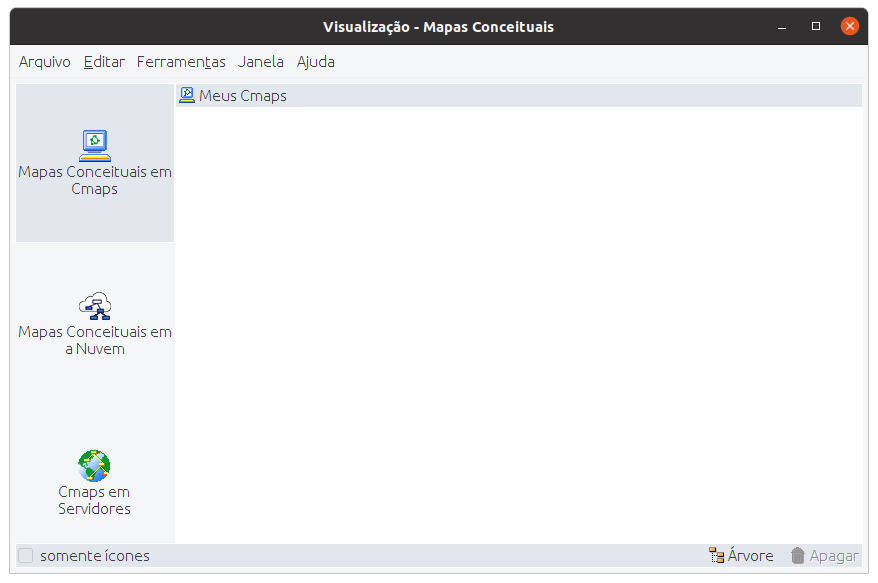 Visualização - Mapas Conceituais
Arquivo Editar Ferramentas Janela Ajuda
Meus Cmaps
Mapas Conceituais em
Cmaps
Mapas Conceituais em
a Nuvem
Cmaps em
Servidores
somente ícones Árvore Apagar